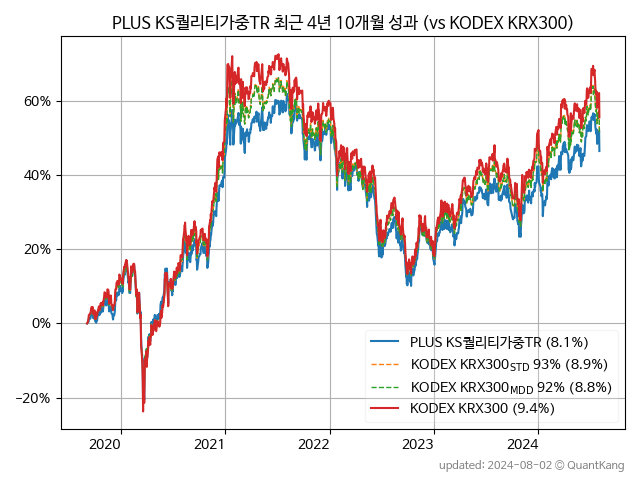 PLUS KS퀄리티가중TR 최근 4년 10개월 성과 (vs KODEX KRX300)
60%
40%
20%
0%
−20%
PLUS KS퀄리티가중TR (8.1%)
KODEX KRX300STD 93% (8.9%)
KODEX KRX300MDD 92% (8.8%)
KODEX KRX300 (9.4%)
2020 2021 2022 2023 2024
updated: 2024-08-02 © QuantKang